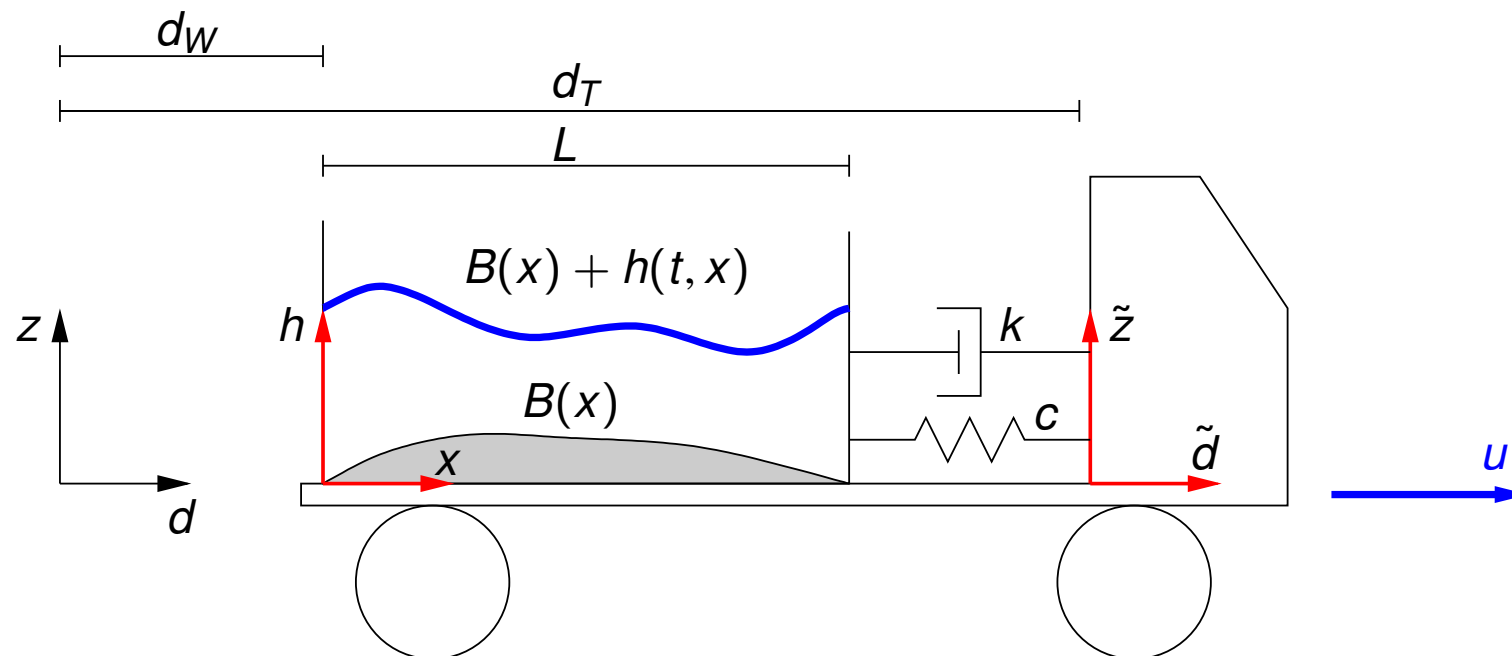 d_W
d_T
L
B(x) + h(t, x)
z
h
k
z̃
B(x)
c
x
d̃
u
d